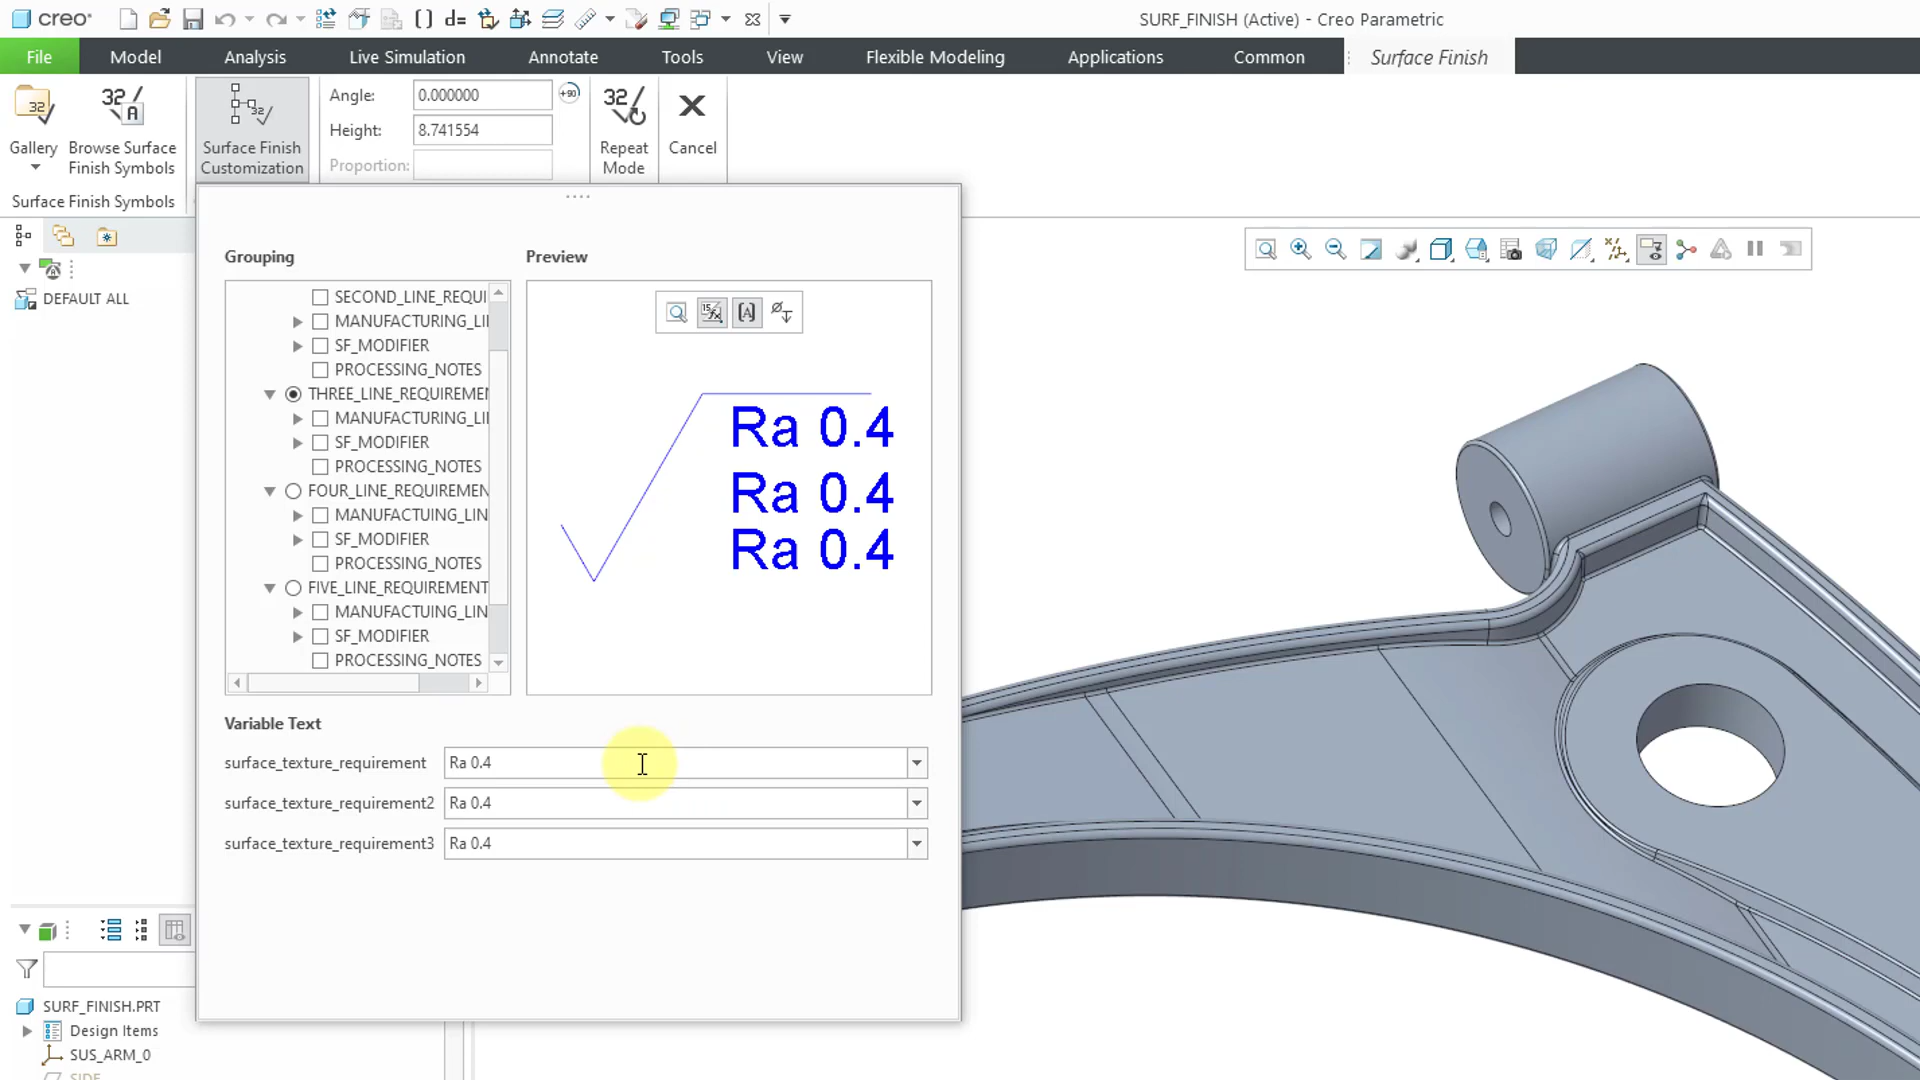 creo
d=
SURF_FINISH (Active) - Creo Parametric
File
Model
Analysis
Live Simulation
Annotate
Tools
View
Flexible Modeling
Applications
Common
Surface Finish
Gallery
Browse Surface
Finish Symbols
Surface Finish
Customization
Angle:
0.000000
Height:
8.741554
Proportion:
Repeat
Mode
Cancel
Surface Finish Symbols
DEFAULT ALL
Grouping
SECOND_LINE_REQUI
MANUFACTURING_LI
SF_MODIFIER
PROCESSING_NOTES
THREE_LINE_REQUIREMEN
MANUFACTURING_LI
SF_MODIFIER
PROCESSING_NOTES
FOUR_LINE_REQUIREMEN
MANUFACTUING_LIN
SF_MODIFIER
PROCESSING_NOTES
FIVE_LINE_REQUIREMENT
MANUFACTUING_LIN
SF_MODIFIER
PROCESSING_NOTES
Preview
Ra 0.4
Ra 0.4
Ra 0.4
Variable Text
surface_texture_requirement
Ra 0.4
surface_texture_requirement2
Ra 0.4
surface_texture_requirement3
Ra 0.4
SURF_FINISH.PRT
Design Items
SUS_ARM_0
SIDE